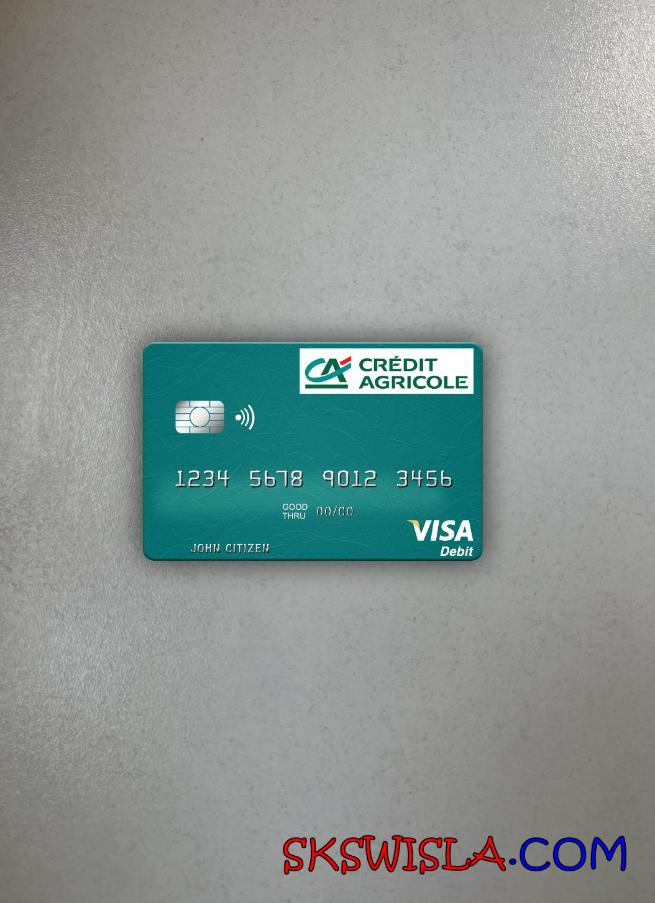 CRÉDIT
AGRICOLE
1234 5678 9012 3456
GOOD
THRU 00/00
VISA
Debit
JOHN CITIZEN
SKSWISLA.COM